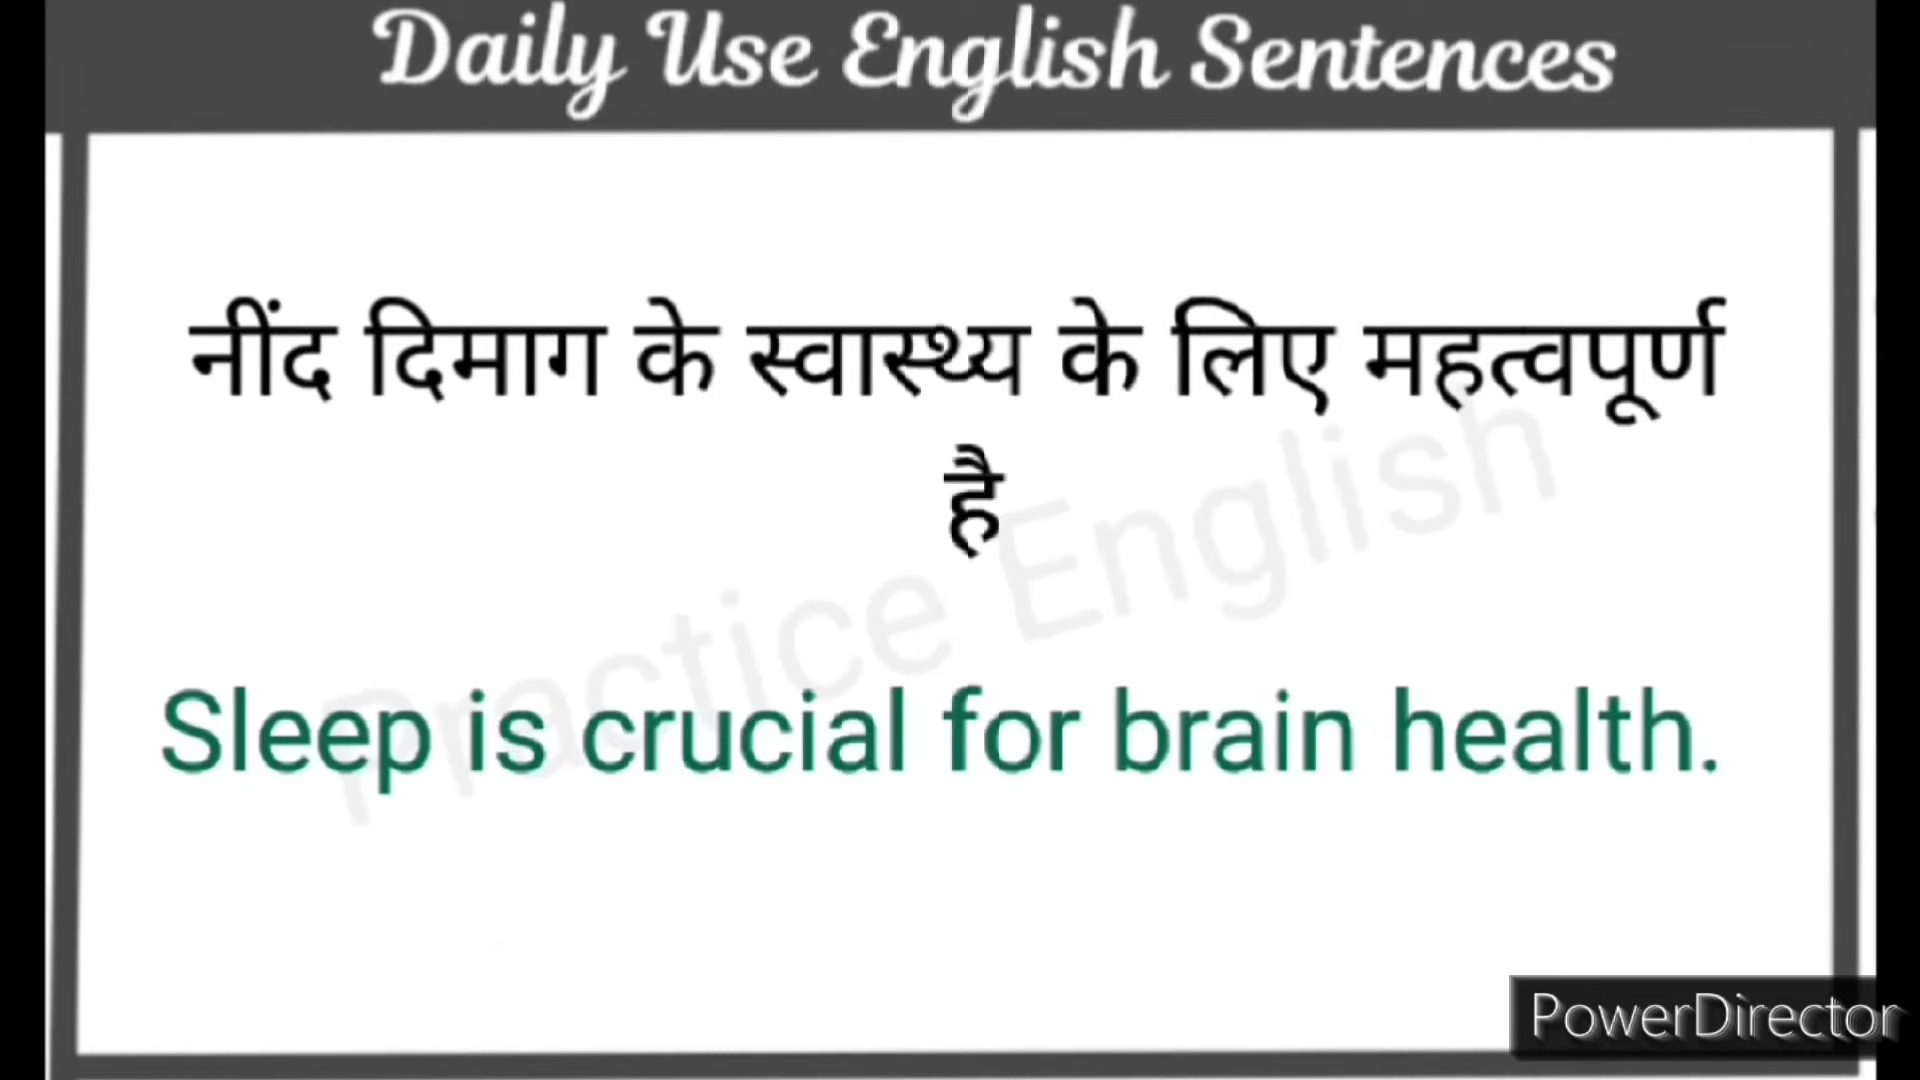 Daily Use English Sentences
नींद दिमाग के स्वास्थ्य के लिए महत्वपूर्ण
है
Practice English
Sleep is crucial for brain health.
PowerDirector